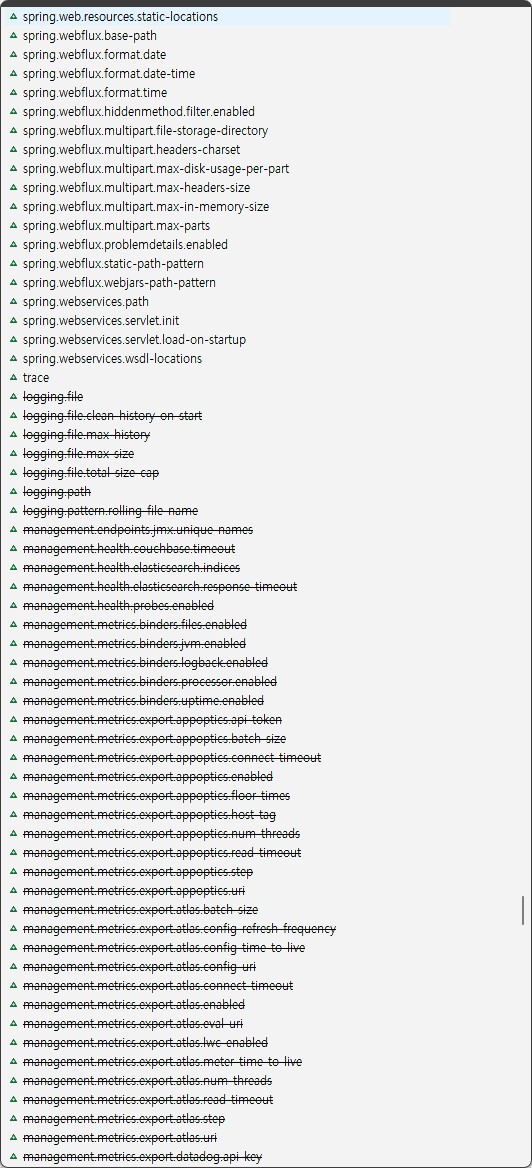 spring.web.resources.static-locations
spring.webflux.base-path
spring.webflux.format.date
spring.webflux.format.date-time
spring.webflux.format.time
spring.webflux.hiddenmethod.filter.enabled
spring.webflux.multipart.file-storage-directory
spring.webflux.multipart.headers-charset
spring.webflux.multipart.max-disk-usage-per-part
spring.webflux.multipart.max-headers-size
spring.webflux.multipart.max-in-memory-size
spring.webflux.multipart.max-parts
spring.webflux.problemdetails.enabled
spring.webflux.static-path-pattern
spring.webflux.webjars-path-pattern
spring.webservices.path
spring.webservices.servlet.init
spring.webservices.servlet.load-on-startup
spring.webservices.wsdl-locations
trace
logging.file
logging.file.clean-history-on-start
logging.file.max-history
logging.file.max-size
logging.file.total-size-cap
logging.path
logging.pattern.rolling-file-name
management.endpoints.jmx.unique-names
management.health.couchbase.timeout
management.health.elasticsearch.indices
management.health.elasticsearch.response-timeout
management.health.probes.enabled
management.metrics.binders.files.enabled
management.metrics.binders.jvm.enabled
management.metrics.binders.logback.enabled
management.metrics.binders.processor.enabled
management.metrics.binders.uptime.enabled
management.metrics.export.appoptics.api-token
management.metrics.export.appoptics.batch-size
management.metrics.export.appoptics.connect-timeout
management.metrics.export.appoptics.enabled
management.metrics.export.appoptics.floor-times
management.metrics.export.appoptics.host-tag
management.metrics.export.appoptics.num-threads
management.metrics.export.appoptics.read-timeout
management.metrics.export.appoptics.step
management.metrics.export.appoptics.uri
management.metrics.export.atlas.batch-size
management.metrics.export.atlas.config-refresh-frequency
management.metrics.export.atlas.config-time-to-live
management.metrics.export.atlas.config-uri
management.metrics.export.atlas.connect-timeout
management.metrics.export.atlas.enabled
management.metrics.export.atlas.eval-uri
management.metrics.export.atlas.lwc-enabled
management.metrics.export.atlas.meter-time-to-live
management.metrics.export.atlas.num-threads
management.metrics.export.atlas.read-timeout
management.metrics.export.atlas.step
management.metrics.export.atlas.uri
management.metrics.export.datadog.api-key